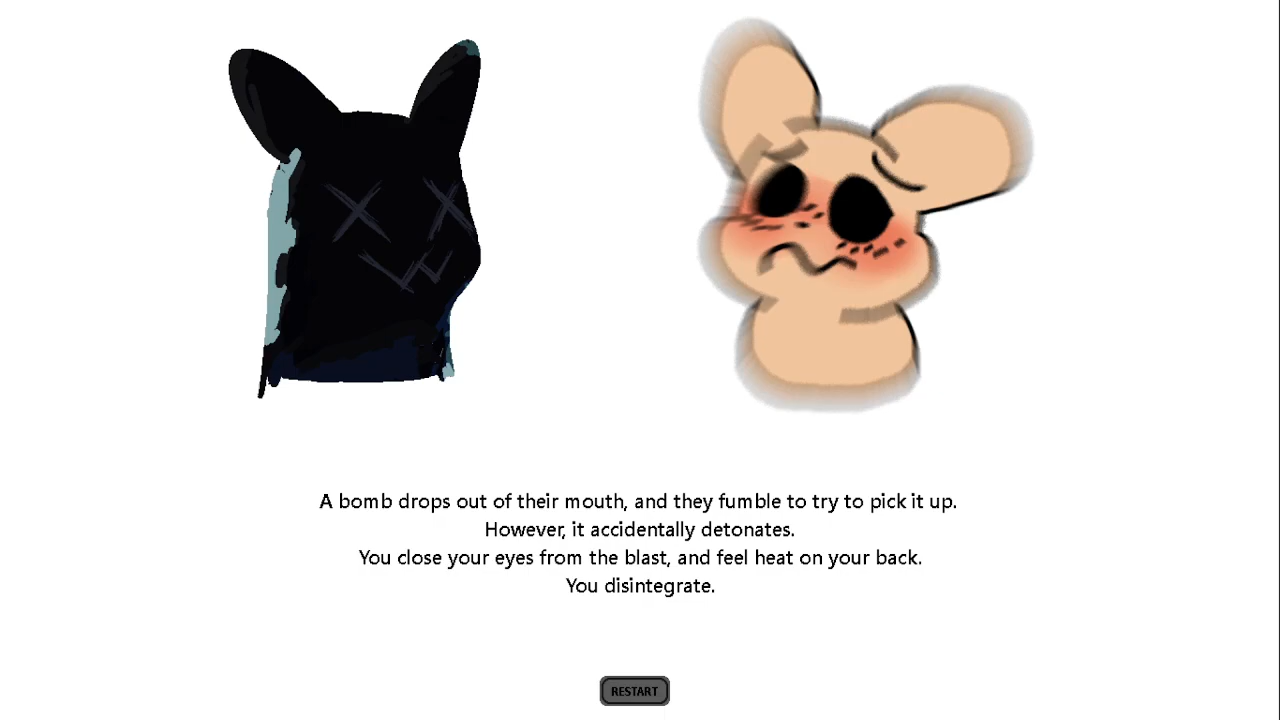 A bomb drops out of their mouth, and they fumble to try to pick it up.
However, it accidentally detonates.
You close your eyes from the blast, and feel heat on your back.
You disintegrate.
RESTART